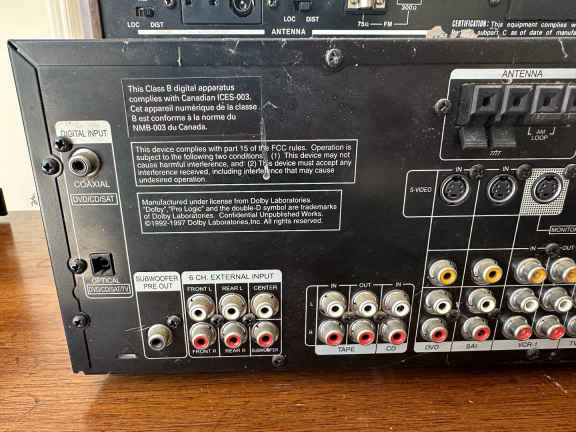 LOC DIST
LOC DIST
ANTENNA
75Ω FM
300Ω
CERTIFICATION: This equipment complies
support C as of date of manufa
This Class B digital apparatus
complies with Canadian ICES-003.
Cet appareil numérique de la classe
B est conforme à la norme du
NMB-003 du Canada.
This device complies with part 15 of the FCC rules. Operation is
subject to the following two conditions: (1) This device may not
cause harmful interference, and (2) This device must accept any
interference received, including interference that may cause
undesired operation.
Manufactured under license from Dolby Laboratories.
"Dolby","Pro Logic" and the double-D symbol are trademarks
of Dolby Laboratories. Confidential Unpublished Works.
©1992-1997 Dolby Laboratories, Inc. All rights reserved.
DIGITAL INPUT
COAXIAL
DVD/CD/SAT
OPTICAL
DVD/CD/SAT/TV
SUBWOOFER
PRE OUT
6 CH. EXTERNAL INPUT
FRONT L REAR L CENTER
FRONT R REAR R SUBWOOFER
IN OUT IN
L
R
TAPE CD
ANTENNA
AM
LOOP
S-VIDEO
IN IN
MONITOR
IN
DVD SAT VCR-1 TV